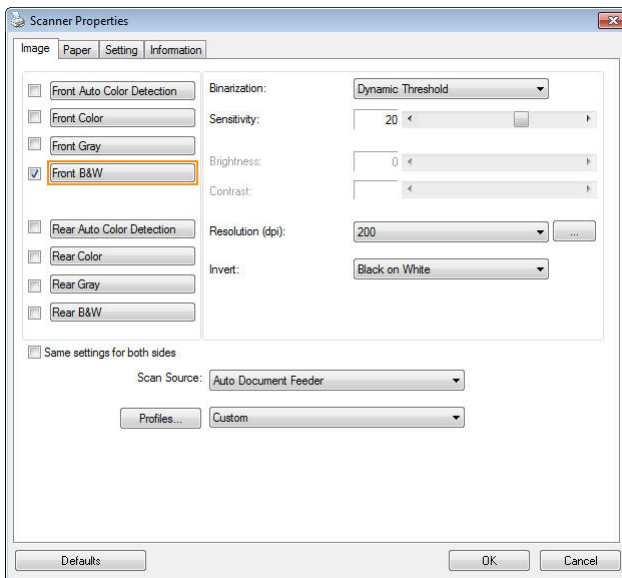 Scanner Properties
Image Paper Setting Information
Front Auto Color Detection
Front Color
Front Gray
Front B&W
Rear Auto Color Detection
Rear Color
Rear Gray
Rear B&W
Binarization: Dynamic Threshold
Sensitivity: 20
Brightness: 0
Contrast:
Resolution (dpi): 200 ...
Invert: Black on White
Same settings for both sides
Scan Source: Auto Document Feeder
Profiles... Custom
Defaults OK Cancel